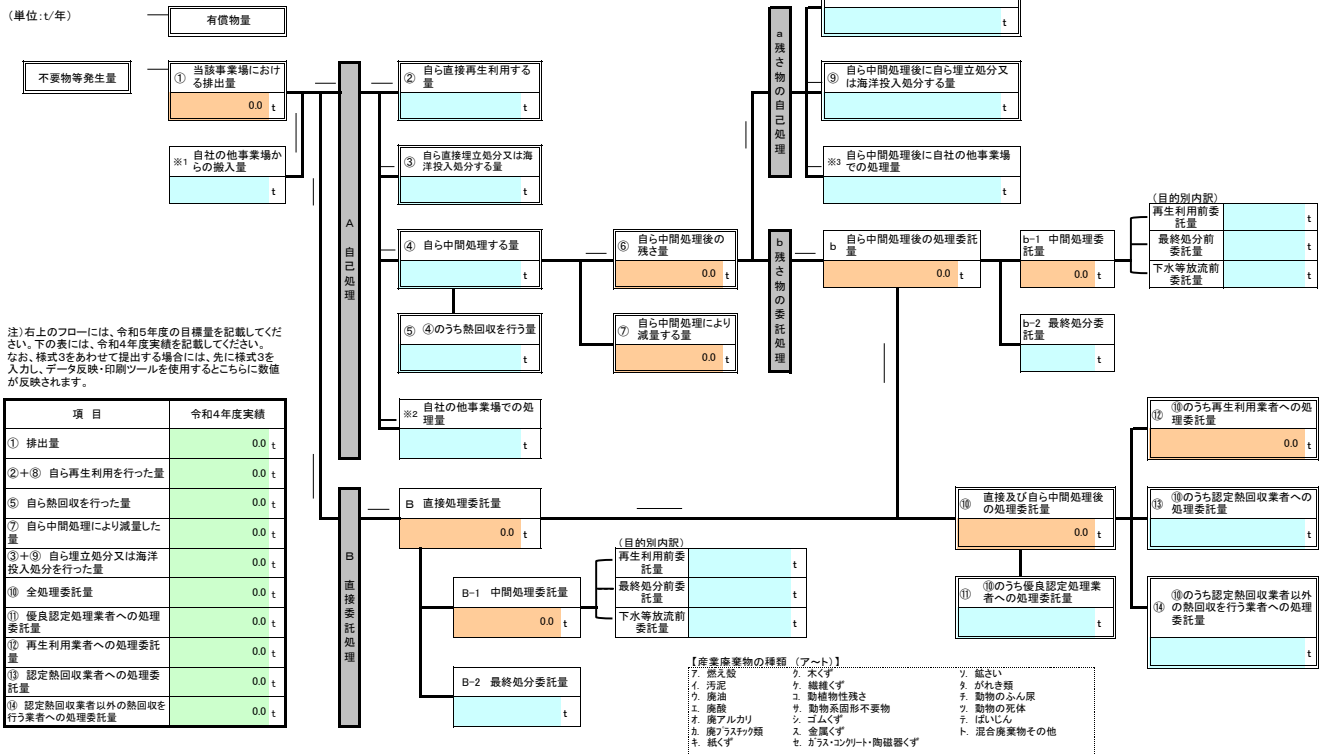 (単位:t/年)
有償物量
不要物等発生量
① 当該事業場におけ
る排出量
0.0 t
※1 自社の他事業場か
らの搬入量
t
A 自己処理
② 自ら直接再生利用する
量
t
③ 自ら直接埋立処分又は海
洋投入処分する量
t
④ 自ら中間処理する量
t
⑤ ④のうち熱回収を行う量
t
※2 自社の他事業場での処
理量
t
⑥ 自ら中間処理後の
残さ量
0.0 t
⑦ 自ら中間処理により
減量する量
0.0 t
a 残さ物の自己処理
t
⑨ 自ら中間処理後に自ら埋立処分又
は海洋投入処分する量
t
※3 自ら中間処理後に自社の他事業場
での処理量
t
b 残さ物の委託処理
b 自ら中間処理後の処理委託
量
0.0 t
b-1 中間処理委
託量
0.0 t
b-2 最終処分委
託量
t
(目的別内訳)
再生利用前委
託量
t
最終処分前
委託量
t
下水等放流前
委託量
t
注)右上のフローには、令和5年度の目標量を記載してくだ
さい。下の表には、令和4年度実績を記載してください。
なお、様式3をあわせて提出する場合には、先に様式3を
入力し、データ反映・印刷ツールを使用するとこちらに数値
が反映されます。
項 目 令和4年度実績
① 排出量 0.0 t
②+⑧ 自ら再生利用を行った量 0.0 t
⑤ 自ら熱回収を行った量 0.0 t
⑦ 自ら中間処理により減量した
量 0.0 t
③+⑨ 自ら埋立処分又は海洋
投入処分を行った量 0.0 t
⑩ 全処理委託量 0.0 t
⑪ 優良認定処理業者への処理
委託量 0.0 t
⑫ 再生利用業者への処理委託
量 0.0 t
⑬ 認定熱回収業者への処理委
託量 0.0 t
⑭ 認定熱回収業者以外の熱回収を
行う業者への処理委託量 0.0 t
B 直接委託処理
B 直接処理委託量
0.0 t
B-1 中間処理委託量
0.0 t
B-2 最終処分委託量
t
(目的別内訳)
再生利用前委
託量
t
最終処分前委
託量
t
下水等放流前
委託量
t
⑩ 直接及び自ら中間処理後
の処理委託量
0.0 t
⑪ ⑩のうち優良認定処理業
者への処理委託量
t
⑫ ⑩のうち再生利用業者への処
理委託量
0.0 t
⑬ ⑩のうち認定熱回収業者への
処理委託量
t
⑭ ⑩のうち認定熱回収業者以外
の熱回収を行う業者への処理
委託量
t
【産業廃棄物の種類 (ア~ト)】
ア. 燃え殻 ク. 木くず ソ. 鉱さい
イ. 汚泥 ケ. 繊維くず タ. がれき類
ウ. 廃油 コ. 動植物性残さ チ. 動物のふん尿
エ. 廃酸 サ. 動物系固形不要物 ツ. 動物の死体
オ. 廃アルカリ シ. ゴムくず テ. ばいじん
カ. 廃プラスチック類 ス. 金属くず ト. 混合廃棄物その他
キ. 紙くず セ. ガラス・コンクリート・陶磁器くず